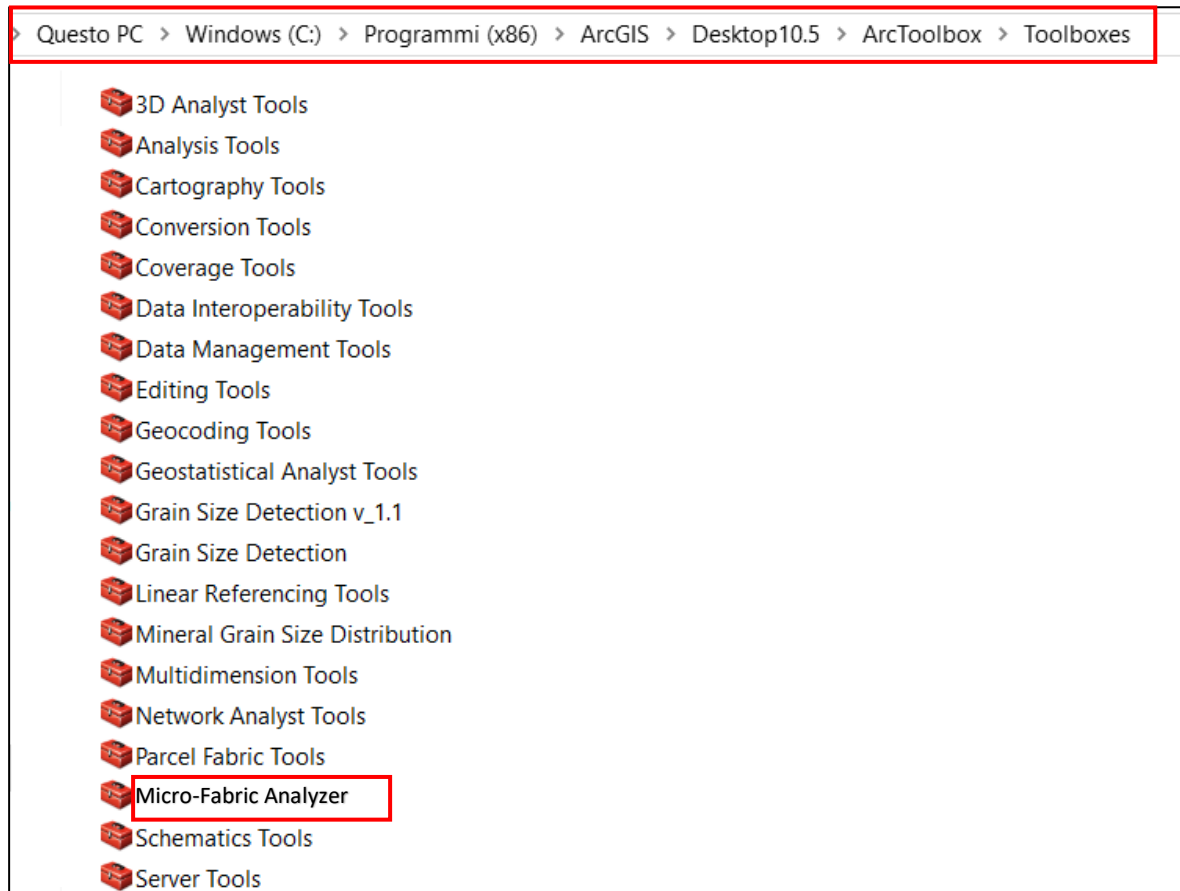 Questo PC > Windows (C:) > Programmi (x86) > ArcGIS > Desktop10.5 > ArcToolbox > Toolboxes
3D Analyst Tools
Analysis Tools
Cartography Tools
Conversion Tools
Coverage Tools
Data Interoperability Tools
Data Management Tools
Editing Tools
Geocoding Tools
Geostatistical Analyst Tools
Grain Size Detection v_1.1
Grain Size Detection
Linear Referencing Tools
Mineral Grain Size Distribution
Multidimension Tools
Network Analyst Tools
Parcel Fabric Tools
Micro-Fabric Analyzer
Schematics Tools
Server Tools